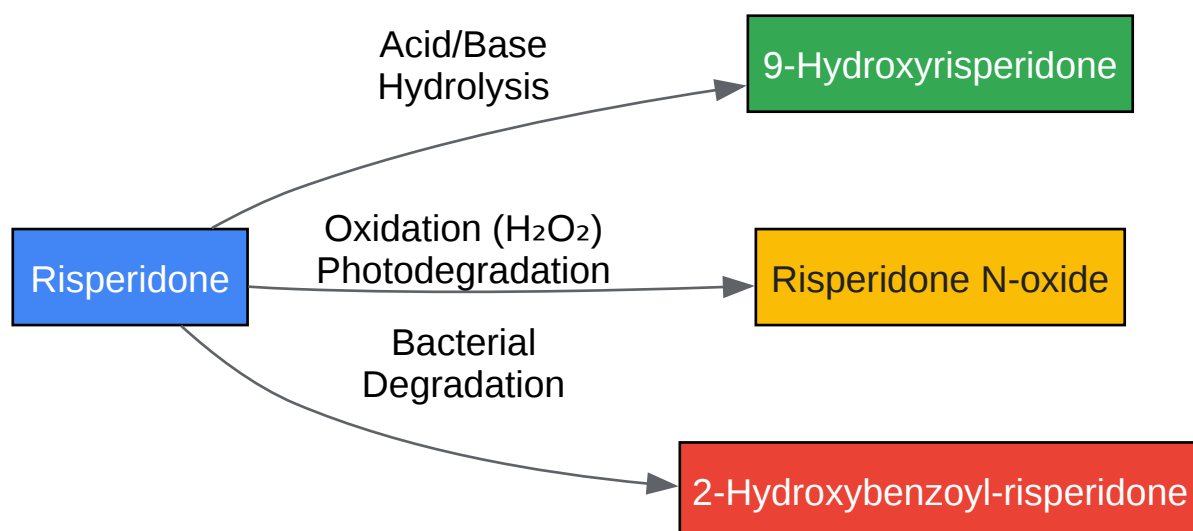 Acid/Base
Hydrolysis
9-Hydroxyrisperidone
Risperidone
Oxidation (H₂O₂)
Photodegradation
Risperidone N-oxide
Bacterial
Degradation
2-Hydroxybenzoyl-risperidone